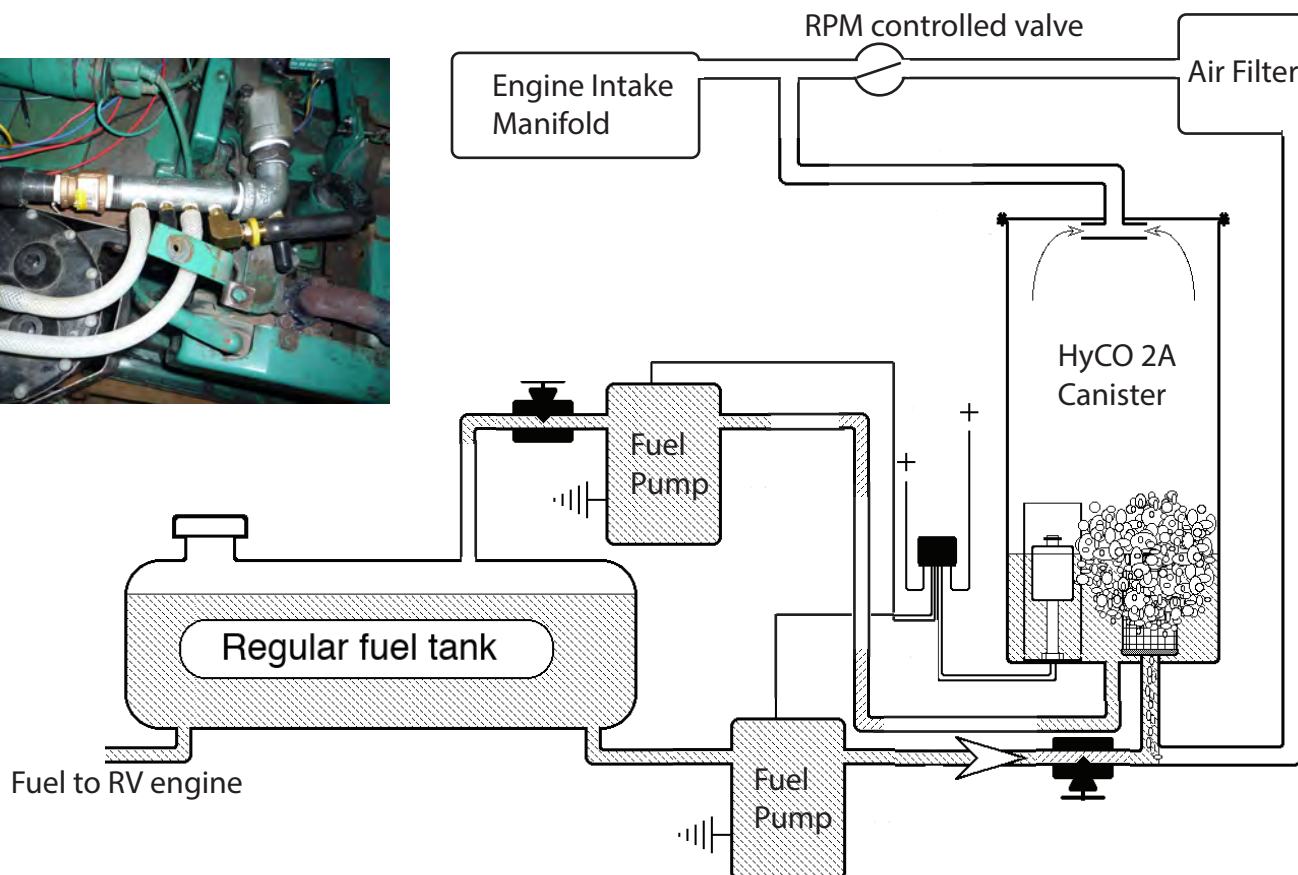 RPM controlled valve
Engine Intake
Manifold
Air Filter
HyCO 2A
Canister
+
+
Fuel
Pump
Regular fuel tank
Fuel to RV engine
Fuel
Pump